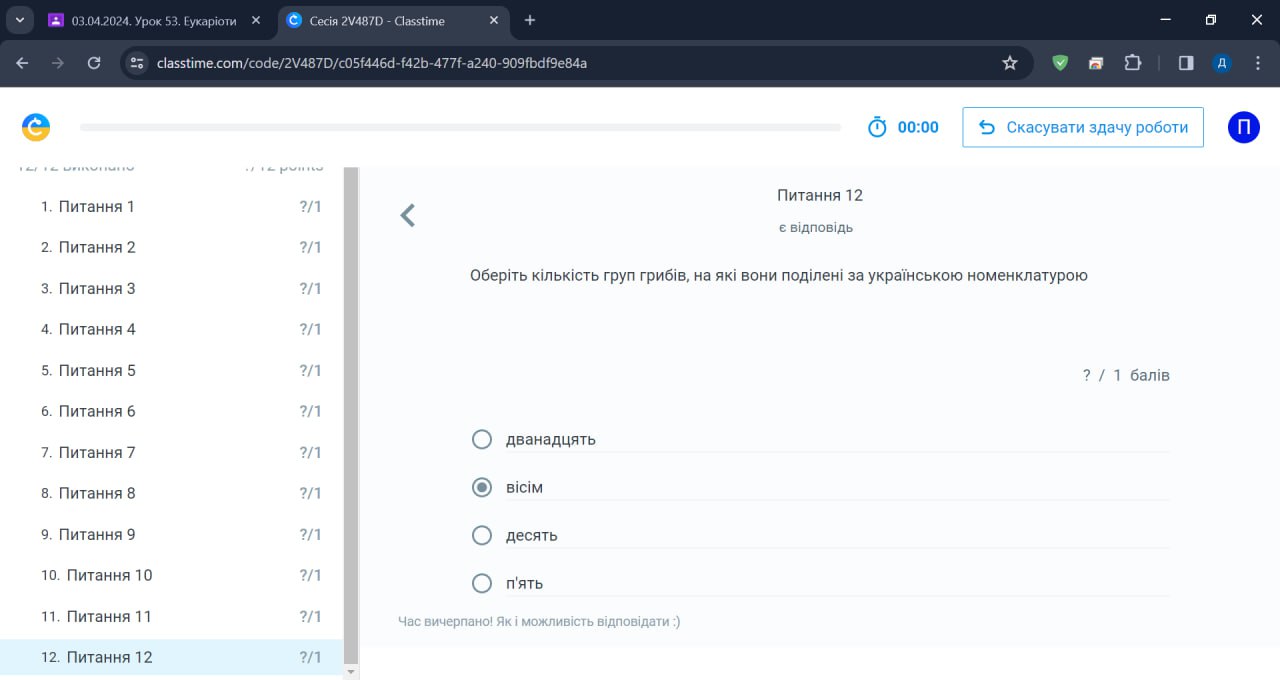 03.04.2024. Урок 53. Еукаріоти
Сесія 2V487D - Classtime
classtime.com/code/2V487D/c05f446d-f42b-477f-a240-909fbdf9e84a
Д
00:00
Скасувати здачу роботи
П
12/12 виконано ?/12 points
1. Питання 1 ?/1
2. Питання 2 ?/1
3. Питання 3 ?/1
4. Питання 4 ?/1
5. Питання 5 ?/1
6. Питання 6 ?/1
7. Питання 7 ?/1
8. Питання 8 ?/1
9. Питання 9 ?/1
10. Питання 10 ?/1
11. Питання 11 ?/1
12. Питання 12 ?/1
Питання 12
є відповідь
Оберіть кількість груп грибів, на які вони поділені за українською номенклатурою
? / 1 балів
дванадцять
вісім
десять
п'ять
Час вичерпано! Як і можливість відповідати :)